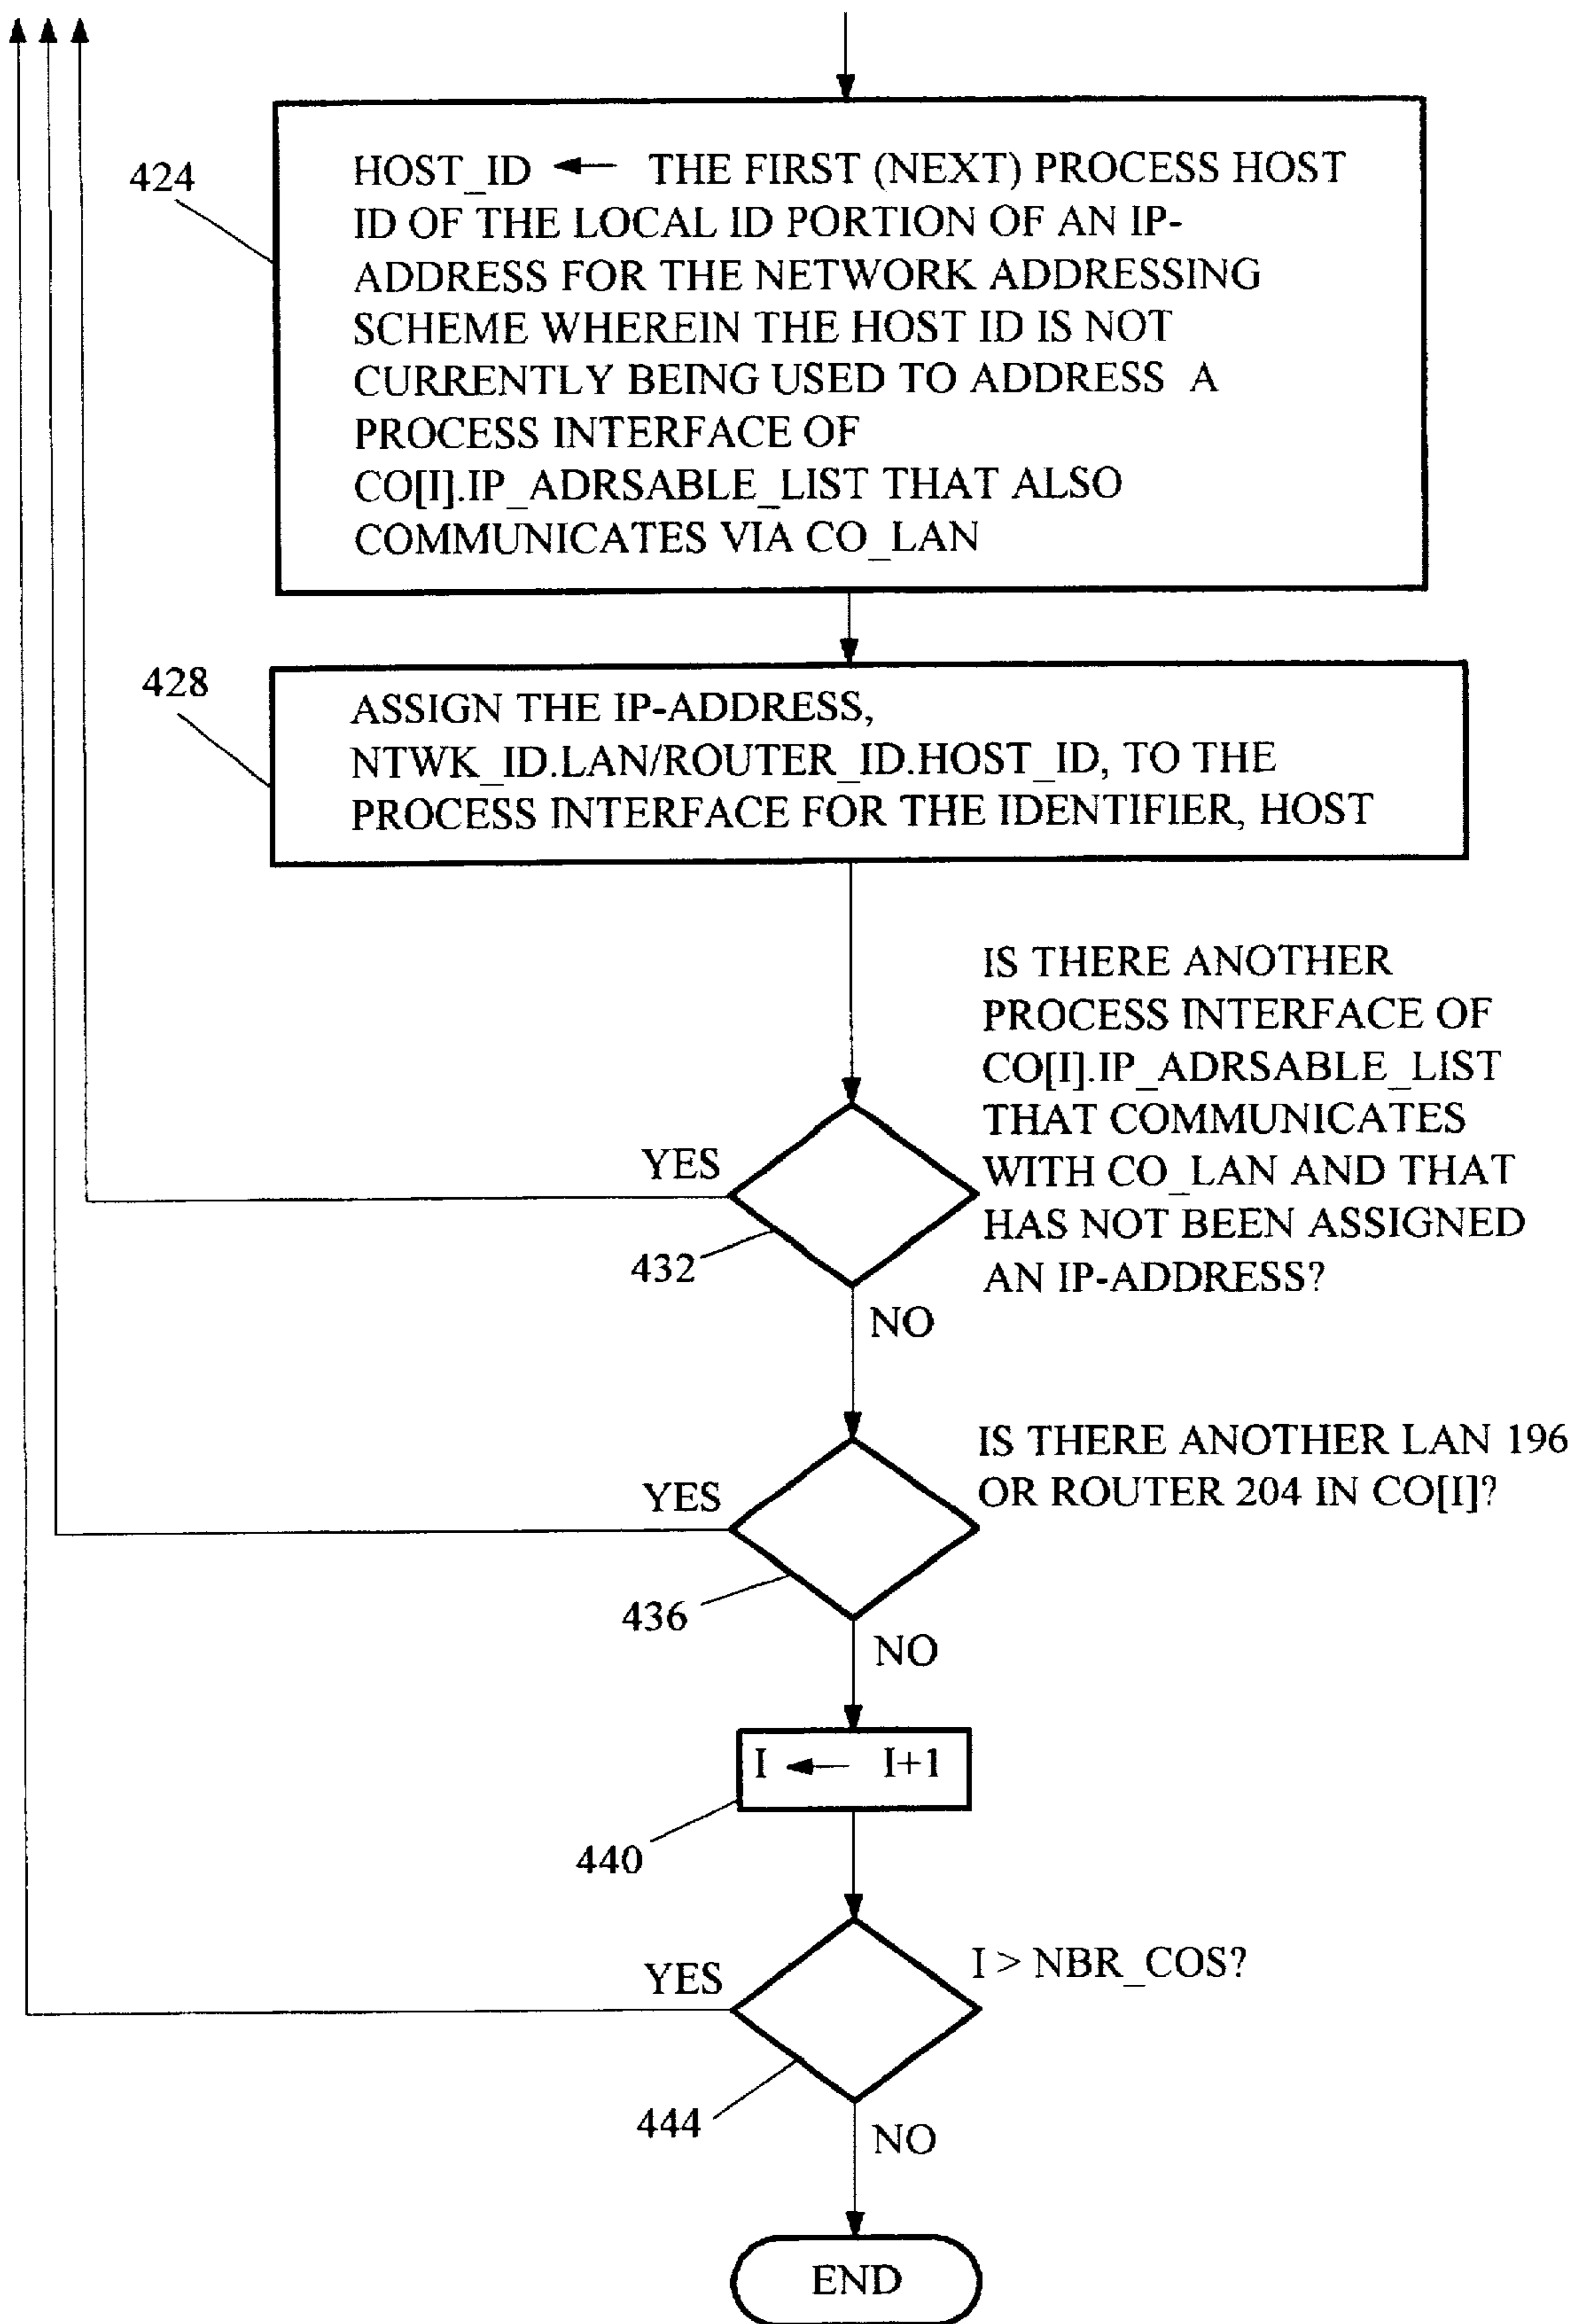 424
HOST_ID ← THE FIRST (NEXT) PROCESS HOST
ID OF THE LOCAL ID PORTION OF AN IP-
ADDRESS FOR THE NETWORK ADDRESSING
SCHEME WHEREIN THE HOST ID IS NOT
CURRENTLY BEING USED TO ADDRESS A
PROCESS INTERFACE OF
CO[I].IP_ADRSABLE_LIST THAT ALSO
COMMUNICATES VIA CO_LAN
428
ASSIGN THE IP-ADDRESS,
NTWK_ID.LAN/ROUTER_ID.HOST_ID, TO THE
PROCESS INTERFACE FOR THE IDENTIFIER, HOST
IS THERE ANOTHER
PROCESS INTERFACE OF
CO[I].IP_ADRSABLE_LIST
THAT COMMUNICATES
WITH CO_LAN AND THAT
HAS NOT BEEN ASSIGNED
AN IP-ADDRESS?
YES
432
NO
IS THERE ANOTHER LAN 196
OR ROUTER 204 IN CO[I]?
YES
436
NO
I ← I+1
440
I > NBR_COS?
YES
444
NO
END